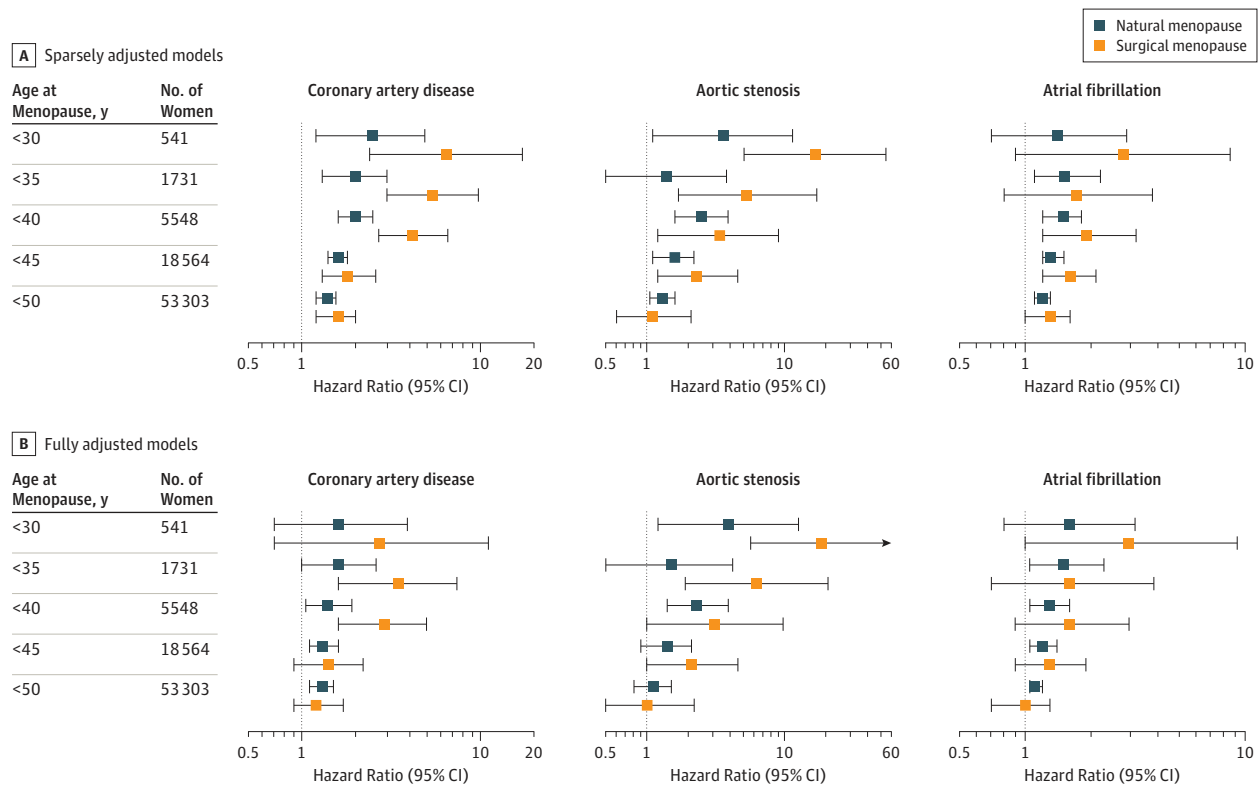 Natural menopause
Surgical menopause
A Sparsely adjusted models
Age at Menopause, y No. of Women Coronary artery disease Aortic stenosis Atrial fibrillation
<30 541
<35 1731
<40 5548
<45 18 564
<50 53 303
0.5 1 10 20 0.5 1 10 60 0.5 1 10
Hazard Ratio (95% CI) Hazard Ratio (95% CI) Hazard Ratio (95% CI)
B Fully adjusted models
Age at Menopause, y No. of Women Coronary artery disease Aortic stenosis Atrial fibrillation
<30 541
<35 1731
<40 5548
<45 18 564
<50 53 303
0.5 1 10 20 0.5 1 10 60 0.5 1 10
Hazard Ratio (95% CI) Hazard Ratio (95% CI) Hazard Ratio (95% CI)